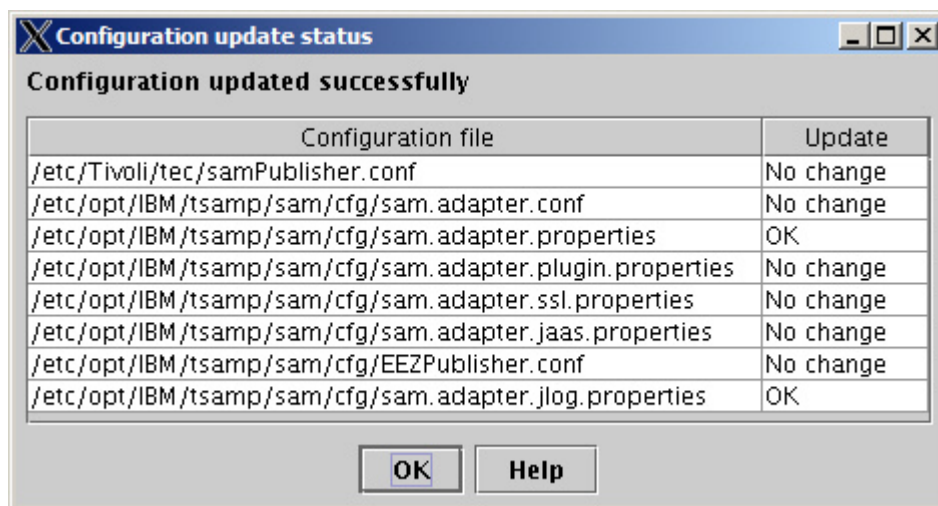 Configuration update status
Configuration updated successfully
Configuration file Update
/etc/Tivoli/tec/samPublisher.conf No change
/etc/opt/IBM/tsamp/sam/cfg/sam.adapter.conf No change
/etc/opt/IBM/tsamp/sam/cfg/sam.adapter.properties OK
/etc/opt/IBM/tsamp/sam/cfg/sam.adapter.plugin.properties No change
/etc/opt/IBM/tsamp/sam/cfg/sam.adapter.ssl.properties No change
/etc/opt/IBM/tsamp/sam/cfg/sam.adapter.jaas.properties No change
/etc/opt/IBM/tsamp/sam/cfg/EEZPublisher.conf No change
/etc/opt/IBM/tsamp/sam/cfg/sam.adapter.jlog.properties OK
OK Help